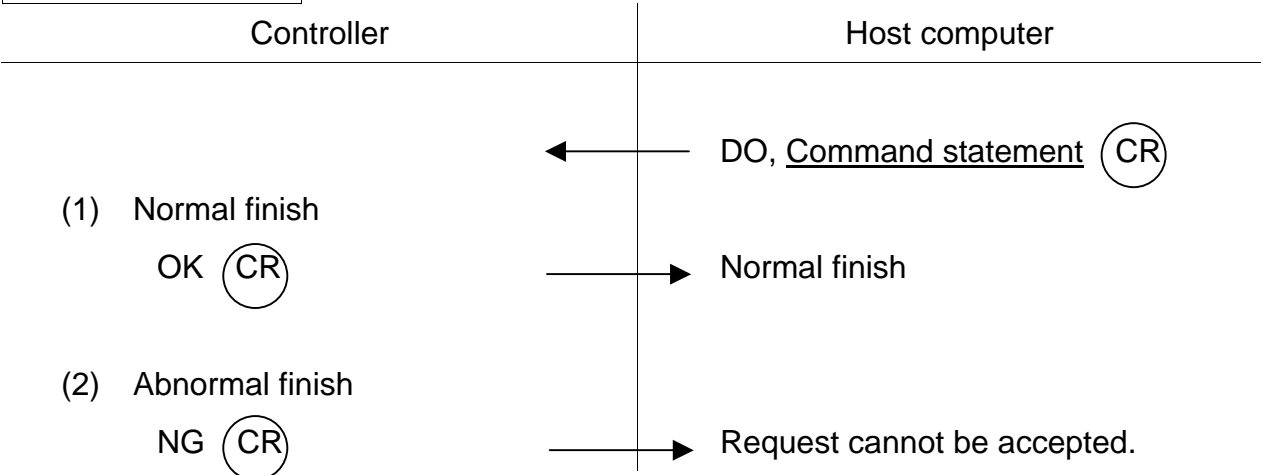 Controller Host computer
DO, Command statement CR
(1) Normal finish
OK CR Normal finish
(2) Abnormal finish
NG CR Request cannot be accepted.